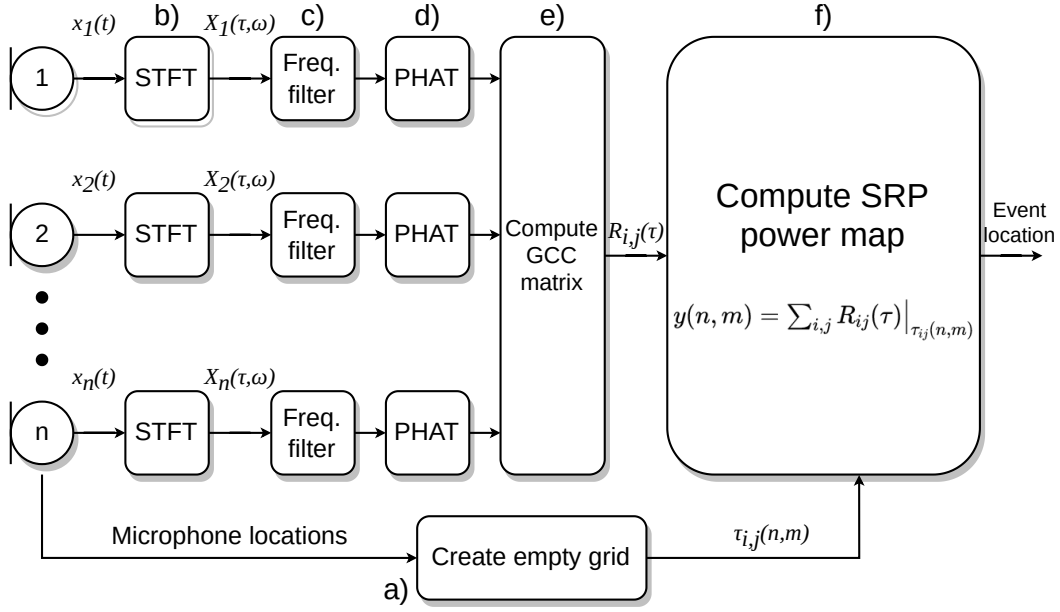 b) c) d) e) f)
x1(t) X1(τ,ω)
1 STFT Freq.
filter PHAT
x2(t) X2(τ,ω)
2 STFT Freq.
filter PHAT
Compute
GCC
matrix
Ri,j(τ)
Compute SRP
power map
y(n, m) = ∑i,j Rij(τ)|τij(n,m)
Event
location
xn(t) Xn(τ,ω)
n STFT Freq.
filter PHAT
Microphone locations
a)
Create empty grid
τi,j(n,m)